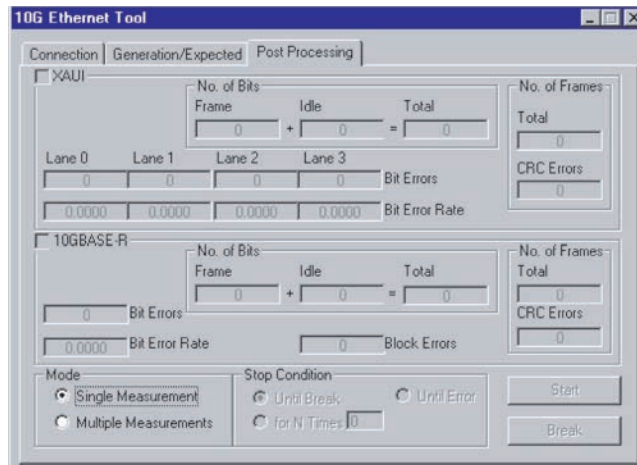 10G Ethernet Tool
Connection Generation/Expected Post Processing
XAUI
No. of Bits No. of Frames
Frame Idle Total Total
0 + 0 = 0 0
Lane 0 Lane 1 Lane 2 Lane 3 CRC Errors
0 0 0 0 Bit Errors 0
0.0000 0.0000 0.0000 0.0000 Bit Error Rate
10GBASE-R
No. of Bits No. of Frames
Frame Idle Total Total
0 + 0 = 0 0
0 Bit Errors CRC Errors
0.0000 Bit Error Rate 0 Block Errors 0
Mode Stop Condition
Single Measurement Until Break Until Error Start
Multiple Measurements for N Times 0 Break